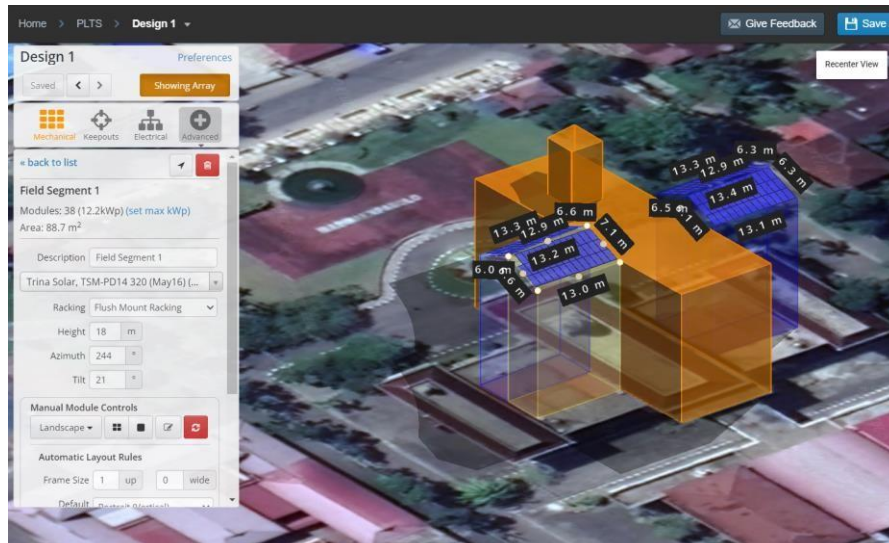 Home > PLTS > Design 1
Give Feedback
Save
Design 1
Preferences
Saved
Showing Array
Recenter View
Mechanical
Keepouts
Electrical
Advanced
« back to list
Field Segment 1
Modules: 38 (12.2kWp) (set max kWp)
Area: 88.7 m²
Description Field Segment 1
Trina Solar, TSM-PD14 320 (May16) (...
Racking Flush Mount Racking
Height 18 m
Azimuth 244 °
Tilt 21 °
Manual Module Controls
Landscape
Automatic Layout Rules
Frame Size 1 up 0 wide
Default Portrait (Vertical)
6.3 m
13.3 m
12.9 m
6.3 m
13.4 m
6.5
13.1 m
6.6 m
13.3 m
12.9 m
7.1 m
13.2 m
6.0
13.0 m